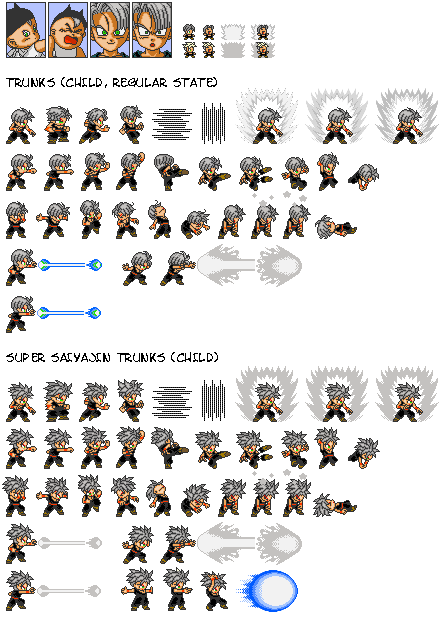 TRUNKS (CHILD, REGULAR STATE)
SUPER SAIYAJIN TRUNKS (CHILD)